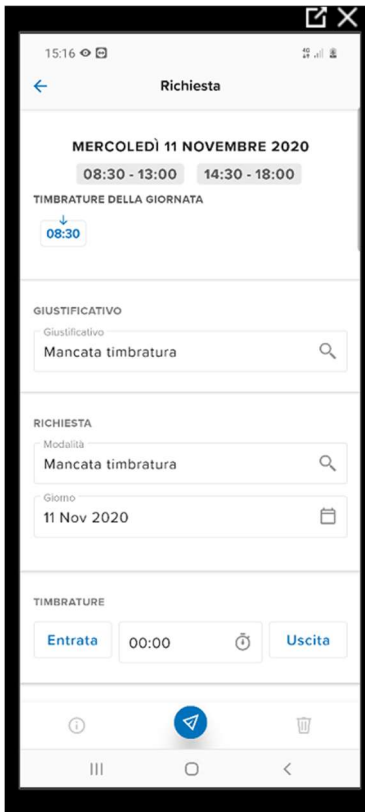 15:16
Richiesta
MERCOLEDÌ 11 NOVEMBRE 2020
08:30 - 13:00 14:30 - 18:00
TIMBRATURE DELLA GIORNATA
08:30
GIUSTIFICATIVO
Giustificativo
Mancata timbratura
RICHIESTA
Modalità
Mancata timbratura
Giorno
11 Nov 2020
TIMBRATURE
Entrata 00:00 Uscita